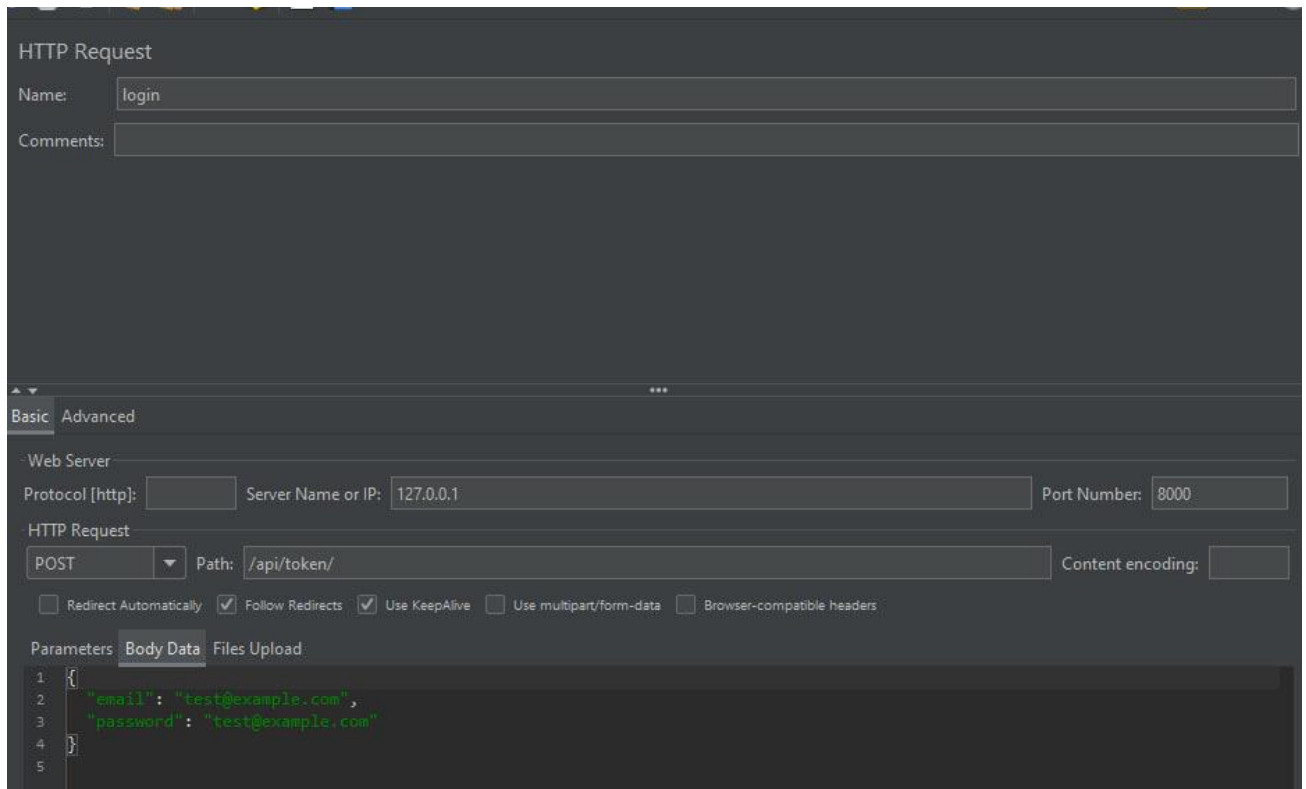 HTTP Request
Name: login
Comments:
Basic Advanced
Web Server
Protocol [http]: Server Name or IP: 127.0.0.1 Port Number: 8000
HTTP Request
POST Path: /api/token/ Content encoding:
Redirect Automatically Follow Redirects Use KeepAlive Use multipart/form-data Browser-compatible headers
Parameters Body Data Files Upload
1 {
2 "email": "test@example.com",
3 "password": "test@example.com"
4 }
5